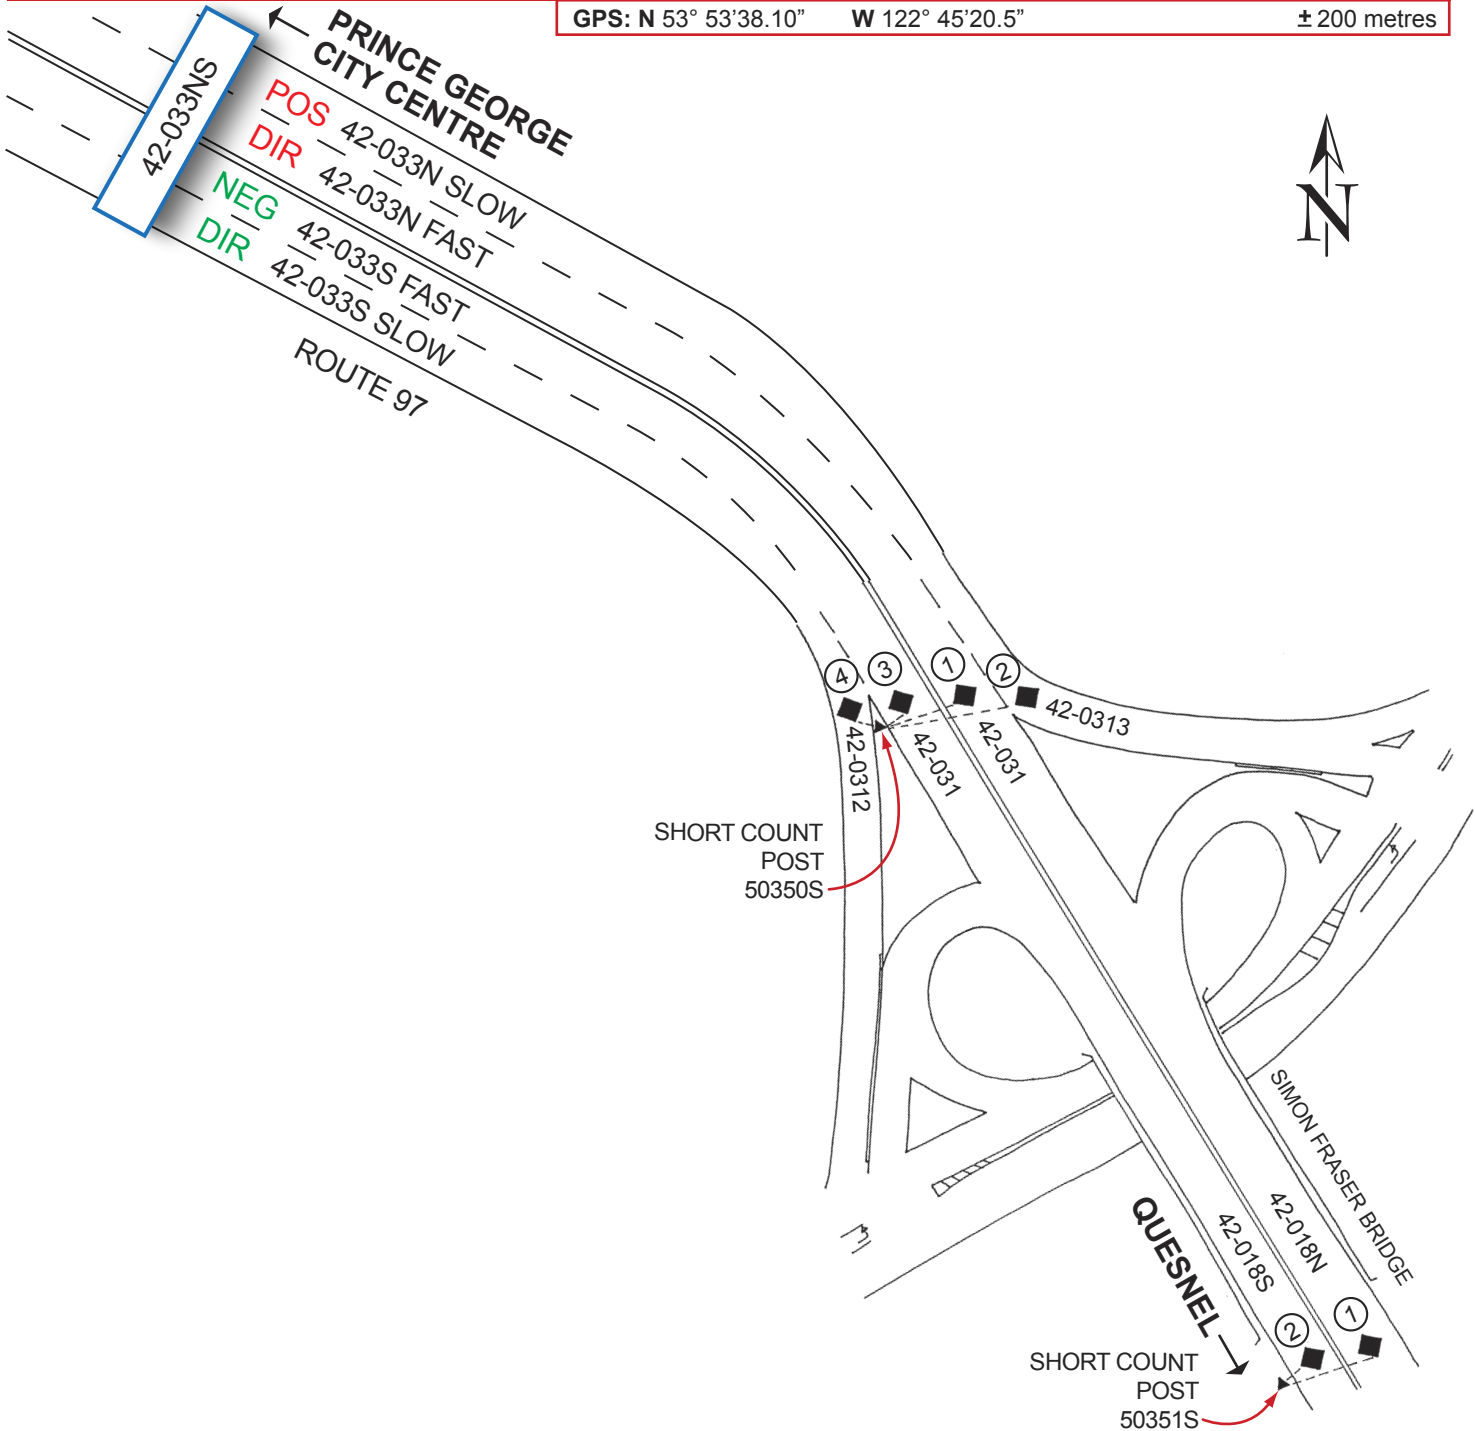 GPS: N 53° 53’38.10” W 122° 45’20.5” ± 200 metres
PRINCE GEORGE
CITY CENTRE
42-033NS
POS
DIR
42-033N SLOW
42-033N FAST
NEG
DIR
42-033S FAST
42-033S SLOW
ROUTE 97
N
4
3
1
2
42-0313
42-0312
42-031
42-031
SHORT COUNT
POST
50350S
SIMON FRASER BRIDGE
42-018N
42-018S
QUESNEL
2
1
SHORT COUNT
POST
50351S